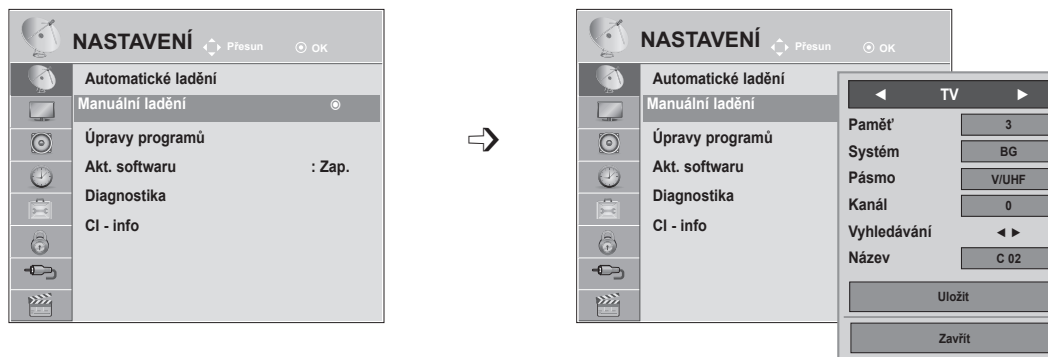 NASTAVENÍ Přesun OK
Automatické ladění
Manuální ladění
Úpravy programů
Akt. softwaru : Zap.
Diagnostika
CI - info
NASTAVENÍ Přesun OK
Automatické ladění
Manuální ladění
Úpravy programů
Akt. softwaru
Diagnostika
CI - info
◄ TV ►
Paměť 3
Systém BG
Pásmo V/UHF
Kanál 0
Vyhledávání ◄ ►
Název C 02
Uložit
Zavřít